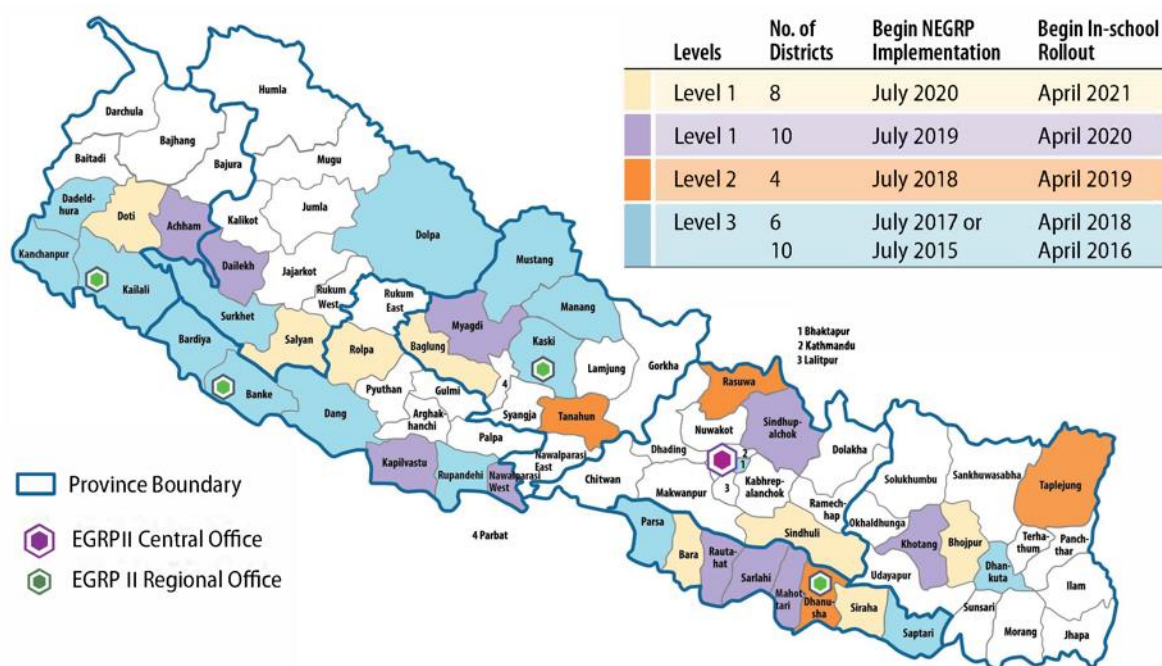 Levels
No. of
Districts
Begin NEGRP
Implementation
Begin In-school
Rollout
Level 1 8 July 2020 April 2021
Level 1 10 July 2019 April 2020
Level 2 4 July 2018 April 2019
Level 3 6 July 2017 or April 2018
10 July 2015 April 2016
Humla
Darchula
Bajhang
Baitadi
Bajura
Mugu
Dadeld-
hura
Doti
Achham
Kalikot
Jumla
Dolpa
Kanchanpur
Kailali
Dailekh
Jajarkot
Rukum
West
Rukum
East
Mustang
Manang
Surkhet
Salyan
Rolpa
Baglung
Myagdi
Kaski
Lamjung
Gorkha
Bardiya
Banke
Dang
Pyuthan
Gulmi
4
Syangja
Tanahun
Argha-
khanchi
Palpa
Kapilvastu
Rupandehi
Nawalparasi
West
Nawalparasi
East
Chitwan
1 Bhaktapur
2 Kathmandu
3 Lalitpur
Rasuwa
Nuwakot
Sindhup-
alchok
Dhading
2
1
3
Dolakha
Kabhrep-
alanchok
Makwanpur
Ramech-
hap
Solukhumbu
Sankhuwasabha
Taplejung
Okhaldhunga
Khotang
Bhojpur
Terha-
thum
Panch-
thar
Dhan-
kuta
Ilam
Parsa
Bara
Rauta-
hat
Sarlahi
Mahot-
tari
Dhanu-
sha
Sindhuli
Siraha
Udayapur
Saptari
Sunsari
Morang
Jhapa
Province Boundary
EGRPII Central Office
EGRP II Regional Office
4 Parbat